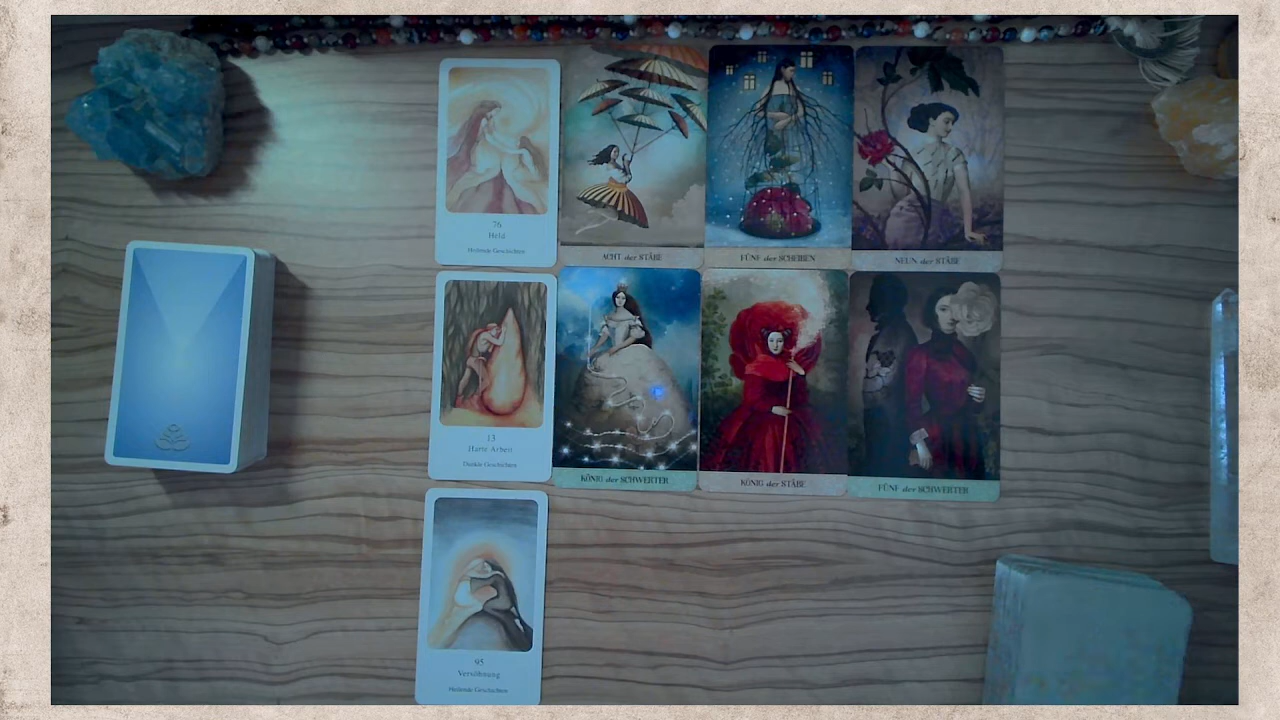 76
Held
Heilende Geschichten
ACHT der STÄBE
FÜNF der SCHEIBEN
NEUN der STÄBE
13
Harte Arbeit
Dunkle Geschichten
KÖNIG der SCHWERTER
KÖNIG der STÄBE
FÜNF der SCHWERTER
95
Versöhnung
Heilende Geschichten